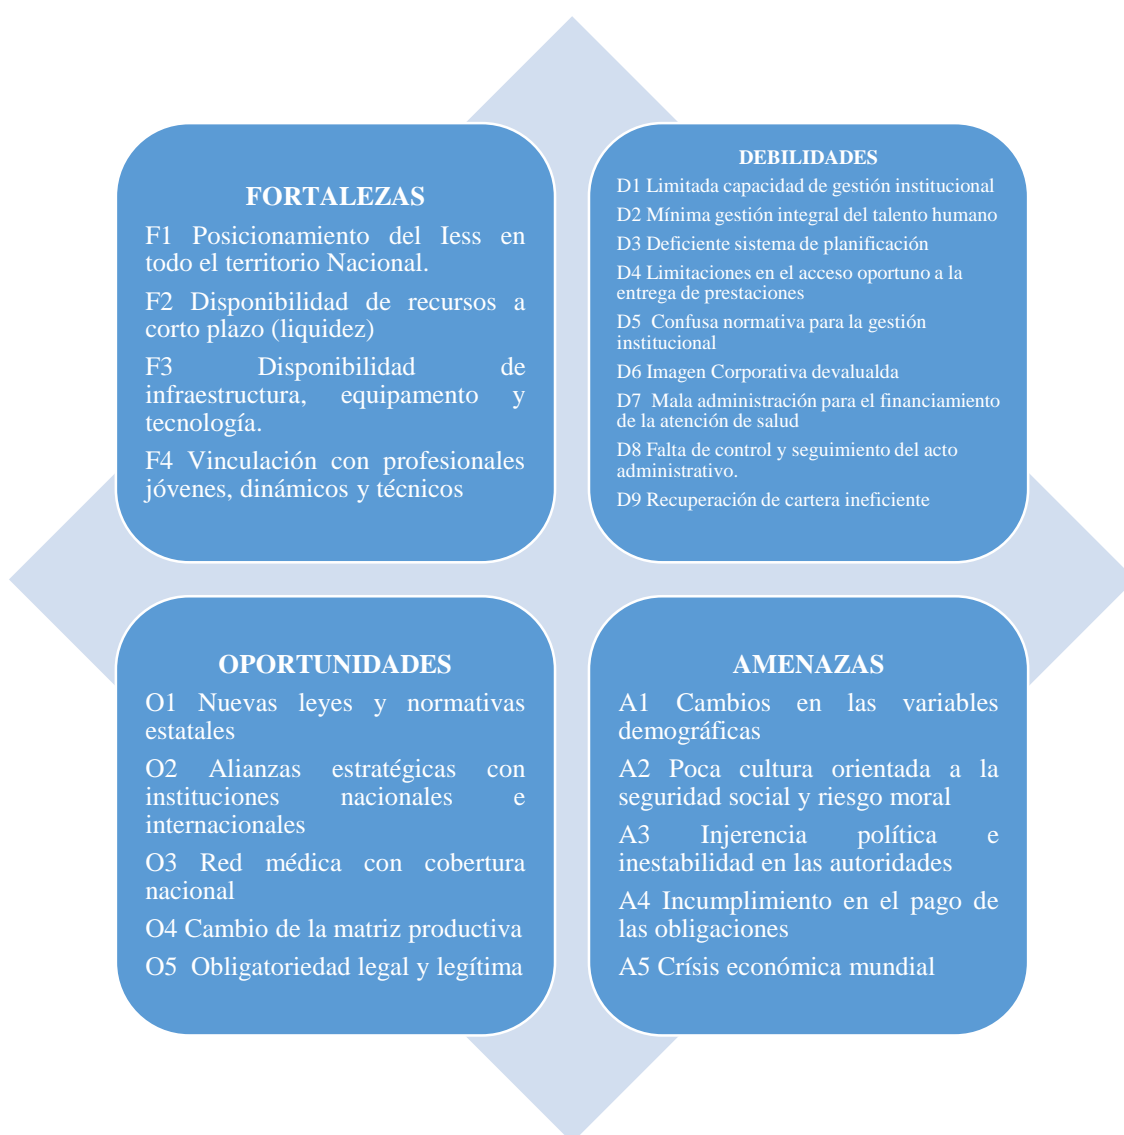 FORTALEZAS
F1 Posicionamiento del Iess en
todo el territorio Nacional.
F2 Disponibilidad de recursos a
corto plazo (liquidez)
F3 Disponibilidad de
infraestructura, equipamento y
tecnología.
F4 Vinculación con profesionales
jóvenes, dinámicos y técnicos
DEBILIDADES
D1 Limitada capacidad de gestión institucional
D2 Mínima gestión integral del talento humano
D3 Deficiente sistema de planificación
D4 Limitaciones en el acceso oportuno a la
entrega de prestaciones
D5 Confusa normativa para la gestión
institucional
D6 Imagen Corporativa devalualda
D7 Mala administración para el financiamiento
de la atención de salud
D8 Falta de control y seguimiento del acto
administrativo.
D9 Recuperación de cartera ineficiente
OPORTUNIDADES
O1 Nuevas leyes y normativas
estatales
O2 Alianzas estratégicas con
instituciones nacionales e
internacionales
O3 Red médica con cobertura
nacional
O4 Cambio de la matriz productiva
O5 Obligatoriedad legal y legítima
AMENAZAS
A1 Cambios en las variables
demográficas
A2 Poca cultura orientada a la
seguridad social y riesgo moral
A3 Injerencia política e
inestabilidad en las autoridades
A4 Incumplimiento en el pago de
las obligaciones
A5 Crísis económica mundial